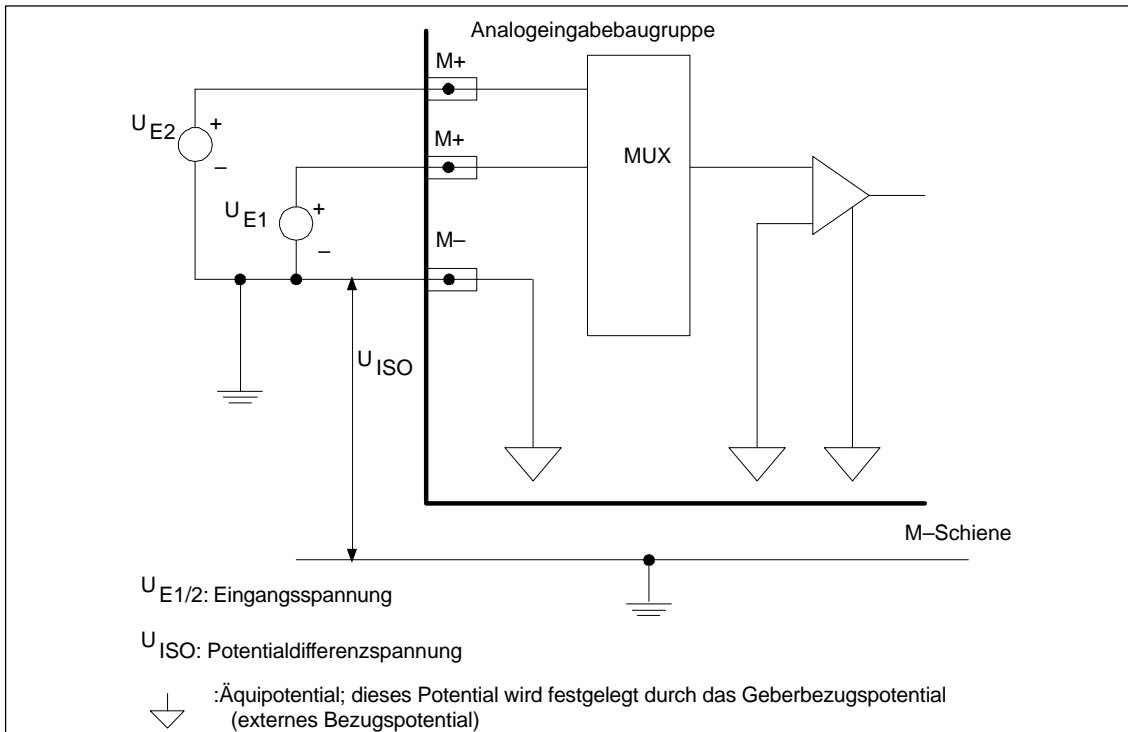 Analogeingabebaugruppe
M+
U E2
+
–
M+
MUX
U E1
+
–
M–
U ISO
M–Schiene
U E1/2: Eingangsspannung
U ISO: Potentialdifferenzspannung
:Äquipotential; dieses Potential wird festgelegt durch das Geberbezugspotential
(externes Bezugspotential)